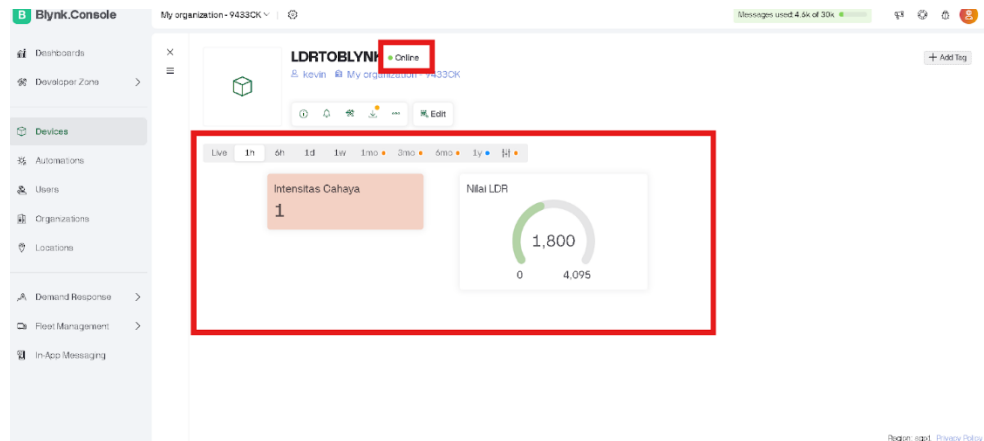 B Blynk.Console
My organization - 9433CK
Messages used: 4.6k of 30k
Dashboards
Developer Zone
Devices
Automations
Users
Organizations
Locations
Demand Response
Fleet Management
In-App Messaging
LDRTOBLYNK
Online
+ Add Tag
kevin My organization - 9433CK
Edit
Live 1h 6h 1d 1w 1mo 3mo 6mo 1y
Intensitas Cahaya
1
Nilai LDR
1,800
0 4,095
Region: sgp1 Privacy Policy